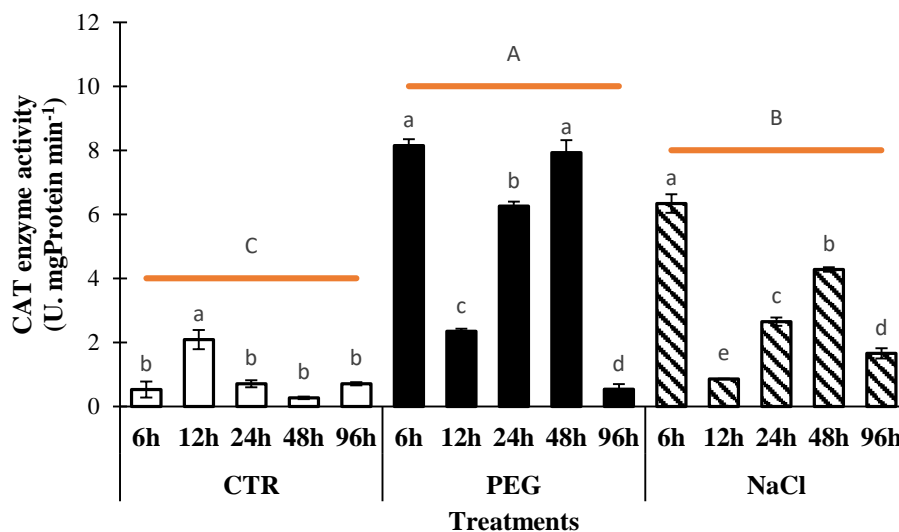 CAT enzyme activity
(U. mgProtein min-1)
12
10
8
6
4
2
0
C
b a b b b
A
a c b a d
B
a e c b d
6h 12h 24h 48h 96h 6h 12h 24h 48h 96h 6h 12h 24h 48h 96h
CTR PEG NaCl
Treatments